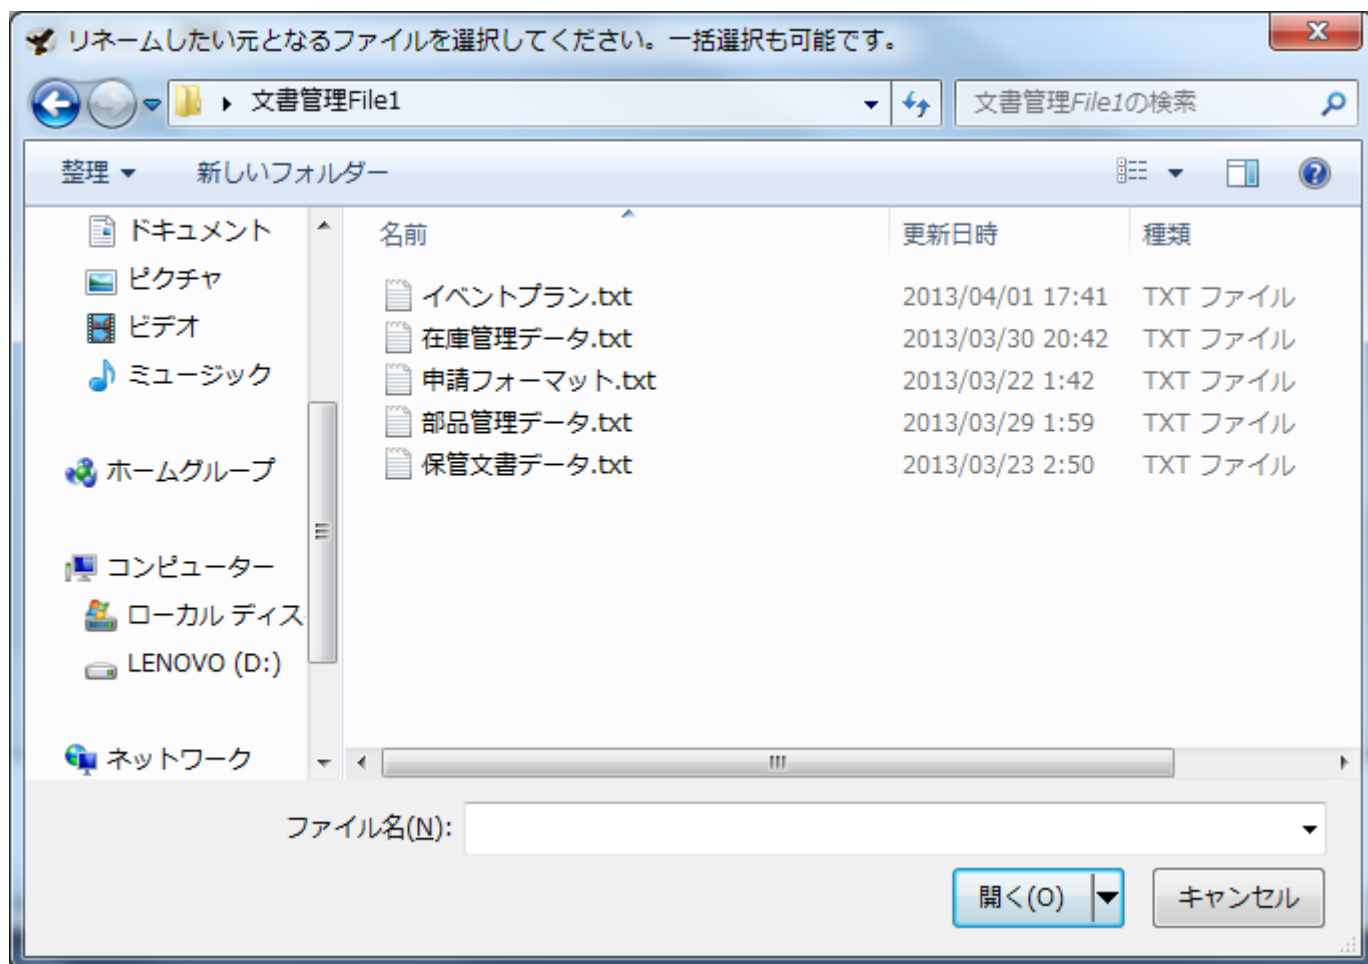 リネームしたい元となるファイルを選択してください。一括選択も可能です。
文書管理File1
文書管理File1の検索
整理
新しいフォルダー
ドキュメント
ピクチャ
ビデオ
ミュージック
ホームグループ
コンピューター
ローカル ディス
LENOVO (D:)
ネットワーク
名前 更新日時 種類
イベントプラン.txt 2013/04/01 17:41 TXT ファイル
在庫管理データ.txt 2013/03/30 20:42 TXT ファイル
申請フォーマット.txt 2013/03/22 1:42 TXT ファイル
部品管理データ.txt 2013/03/29 1:59 TXT ファイル
保管文書データ.txt 2013/03/23 2:50 TXT ファイル
ファイル名(N):
開く(O)
キャンセル